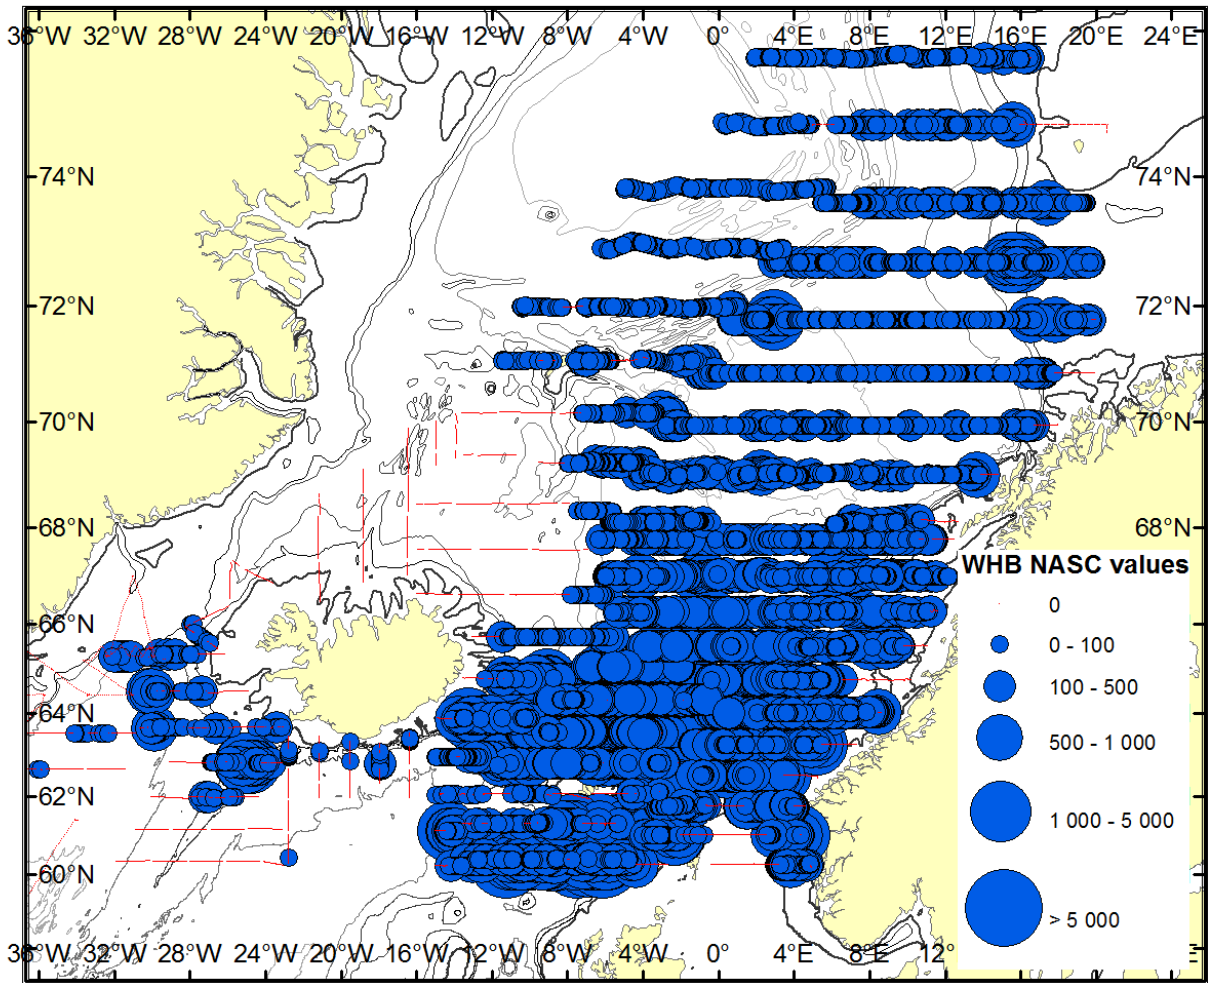 36°W 32°W 28°W 24°W 20°W 16°W 12°W 8°W 4°W 0° 4°E 8°E 12°E 16°E 20°E 24°E
74°N 74°N
72°N 72°N
70°N 70°N
68°N 68°N
WHB NASC values
0
66°N
0 - 100
100 - 500
64°N
500 - 1 000
62°N
1 000 - 5 000
60°N
> 5 000
36°W 32°W 28°W 24°W 20°W 16°W 12°W 8°W 4°W 0° 4°E 8°E 12°